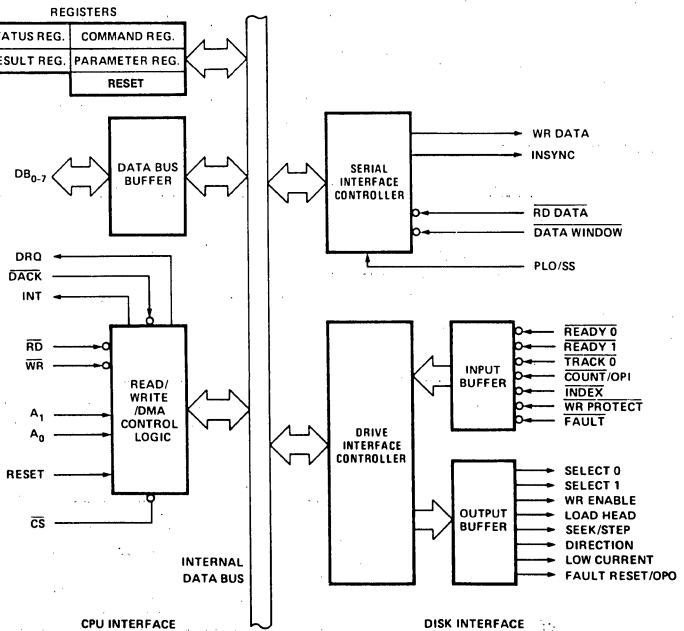 REGISTERS
TATUS REG. COMMAND REG.
ESULT REG. PARAMETER REG.
RESET
DB0-7
DATA BUS
BUFFER
DRQ
DACK
INT
RD
WR
A1
A0
RESET
CS
READ/
WRITE
/DMA
CONTROL
LOGIC
INTERNAL
DATA BUS
CPU INTERFACE
SERIAL
INTERFACE
CONTROLLER
WR DATA
INSYNC
RD DATA
DATA WINDOW
PLO/SS
DRIVE
INTERFACE
CONTROLLER
INPUT
BUFFER
READY 0
READY 1
TRACK 0
COUNT/OPI
INDEX
WR PROTECT
FAULT
OUTPUT
BUFFER
SELECT 0
SELECT 1
WR ENABLE
LOAD HEAD
SEEK/STEP
DIRECTION
LOW CURRENT
FAULT RESET/OPO
DISK INTERFACE